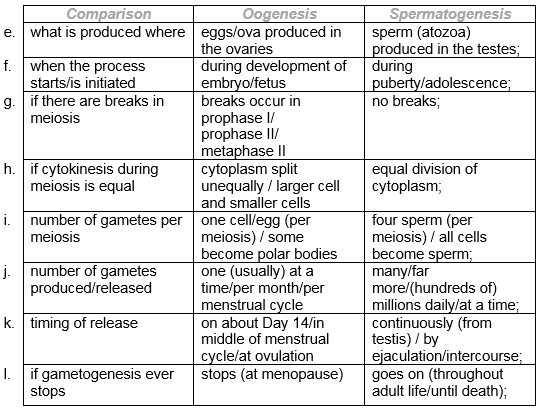 Comparison Oogenesis Spermatogenesis
e. what is produced where eggs/ova produced in sperm (atozoa)
the ovaries produced in the testes;
f. when the process during development of during
starts/is initiated embryo/fetus puberty/adolescence;
g. if there are breaks in breaks occur in no breaks;
meiosis prophase I/
prophase II/
metaphase II
h. if cytokinesis during cytoplasm split equal division of
meiosis is equal unequally / larger cell cytoplasm;
and smaller cells
i. number of gametes per one cell/egg (per four sperm (per
meiosis meiosis) / some meiosis) / all cells
become polar bodies become sperm;
j. number of gametes one (usually) at a many/far
produced/released time/per month/per more/(hundreds of)
menstrual cycle millions daily/at a time;
k. timing of release on about Day 14/in continuously (from
middle of menstrual testis) / by
cycle/at ovulation ejaculation/intercourse;
l. if gametogenesis ever stops (at menopause) goes on (throughout
stops adult life/until death);